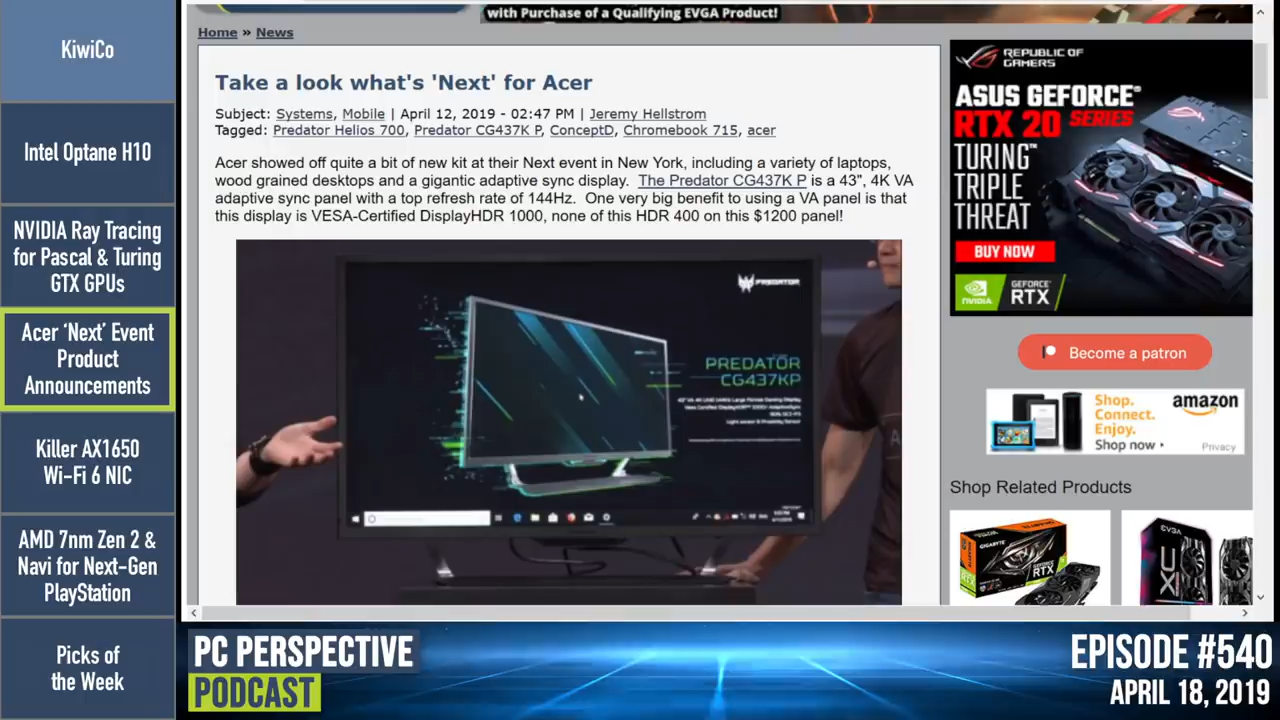 KiwiCo
Intel Optane H10
NVIDIA Ray Tracing
for Pascal & Turing
GTX GPUs
Acer ‘Next’ Event
Product
Announcements
Killer AX1650
Wi-Fi 6 NIC
AMD 7nm Zen 2 &
Navi for Next-Gen
PlayStation
Picks of
the Week
with Purchase of a Qualifying EVGA Product!
Home » News
Take a look what's 'Next' for Acer
Subject: Systems, Mobile | April 12, 2019 - 02:47 PM | Jeremy Hellstrom
Tagged: Predator Helios 700, Predator CG437K P, ConceptD, Chromebook 715, acer
Acer showed off quite a bit of new kit at their Next event in New York, including a variety of laptops,
wood grained desktops and a gigantic adaptive sync display. The Predator CG437K P is a 43", 4K VA
adaptive sync panel with a top refresh rate of 144Hz. One very big benefit to using a VA panel is that
this display is VESA-Certified DisplayHDR 1000, none of this HDR 400 on this $1200 panel!
PREDATOR
PREDATOR
CG437KP
REPUBLIC OF
GAMERS
ASUS GEFORCE®
RTX 20 SERIES
TURING™
TRIPLE
THREAT
BUY NOW
NVIDIA
GEFORCE
RTX
Become a patron
Shop.
Connect.
Enjoy.
Shop now
amazon
Privacy
Shop Related Products
GIGABYTE
GEFORCE
RTX
EVGA
XC
PC PERSPECTIVE
PODCAST
EPISODE #540
APRIL 18, 2019